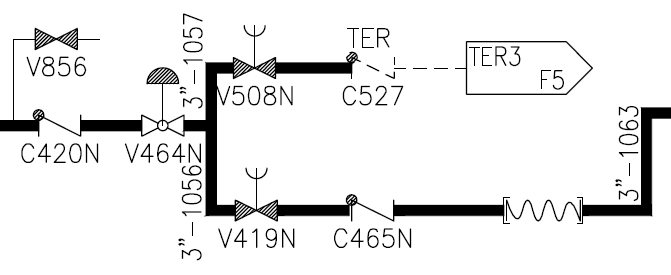 TER
TER3
F5
V856
3"-1057
V508N
C527
C420N
V464N
3"-1056
3"-1063
V419N
C465N